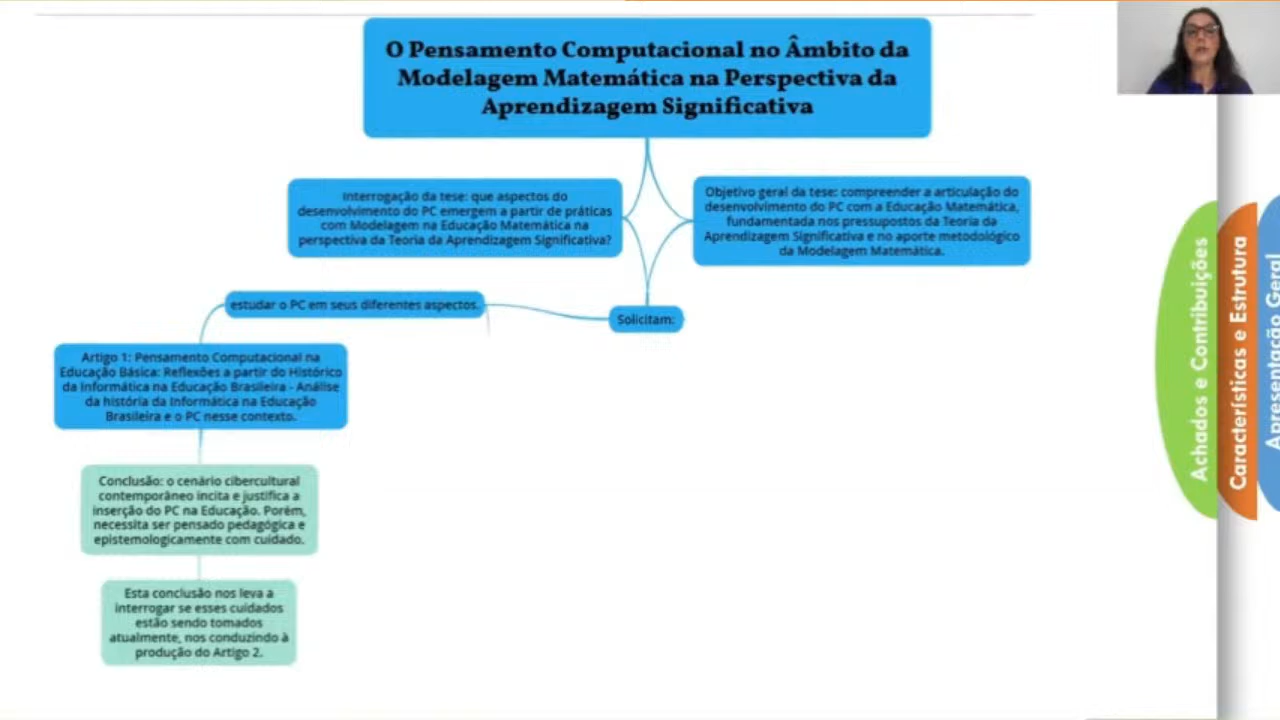 O Pensamento Computacional no Âmbito da
Modelagem Matemática na Perspectiva da
Aprendizagem Significativa
Interrogação da tese: que aspectos do
desenvolvimento do PC emergem a partir de práticas
com Modelagem na Educação Matemática na
perspectiva da Teoria da Aprendizagem Significativa?
Objetivo geral da tese: compreender a articulação do
desenvolvimento do PC com a Educação Matemática,
fundamentada nos pressupostos da Teoria da
Aprendizagem Significativa e no aporte metodológico
da Modelagem Matemática.
estudar o PC em seus diferentes aspectos.
Solicitam:
Artigo 1: Pensamento Computacional na
Educação Básica: Reflexões a partir do Histórico
da Informática na Educação Brasileira - Análise
da história da Informática na Educação
Brasileira e o PC nesse contexto.
Conclusão: o cenário cibercultural
contemporâneo incita e justifica a
inserção do PC na Educação. Porém,
necessita ser pensado pedagógica e
epistemologicamente com cuidado.
Esta conclusão nos leva a
interrogar se esses cuidados
estão sendo tomados
atualmente, nos conduzindo à
produção do Artigo 2.
Achados e Contribuições
Características e Estrutura
Apresentação Geral